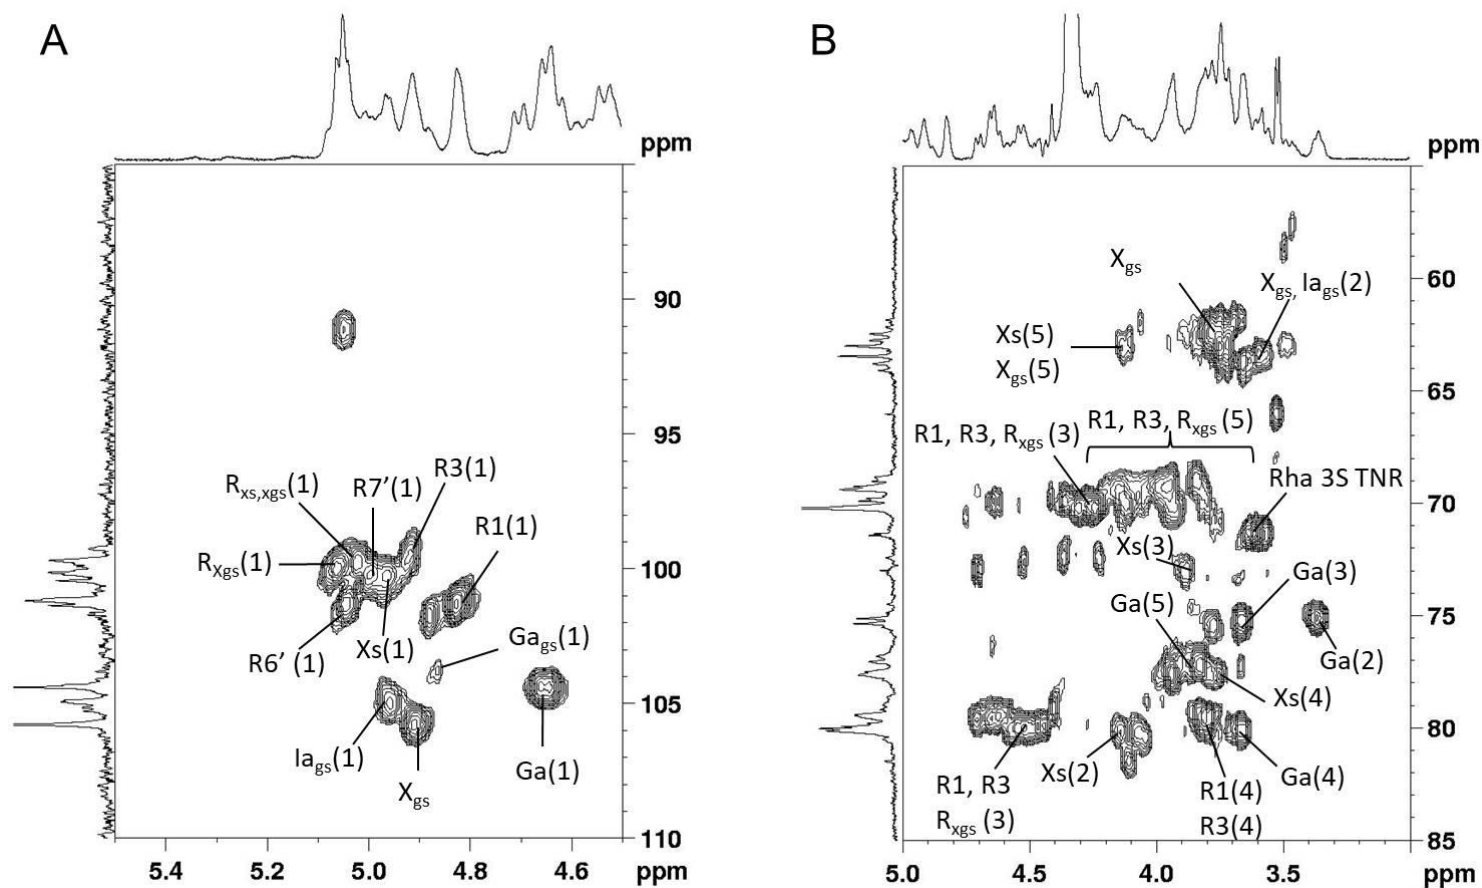 A
ppm
90
95
100
105
110
5.4
5.2
5.0
4.8
4.6
ppm
Rxs,xgs(1)
R7’(1)
R3(1)
R1(1)
RXgs(1)
R6’ (1)
Xs(1)
Gags(1)
Iags(1)
Xgs
Ga(1)
B
ppm
60
65
70
75
80
85
5.0
4.5
4.0
3.5
ppm
Xgs
Xgs, Iags(2)
Xs(5)
Xgs(5)
R1, R3, Rxgs (3)
R1, R3, Rxgs (5)
Rha 3S TNR
Xs(3)
Ga(3)
Ga(5)
Ga(2)
Xs(4)
Xs(2)
Ga(4)
R1, R3
Rxgs (3)
R1(4)
R3(4)